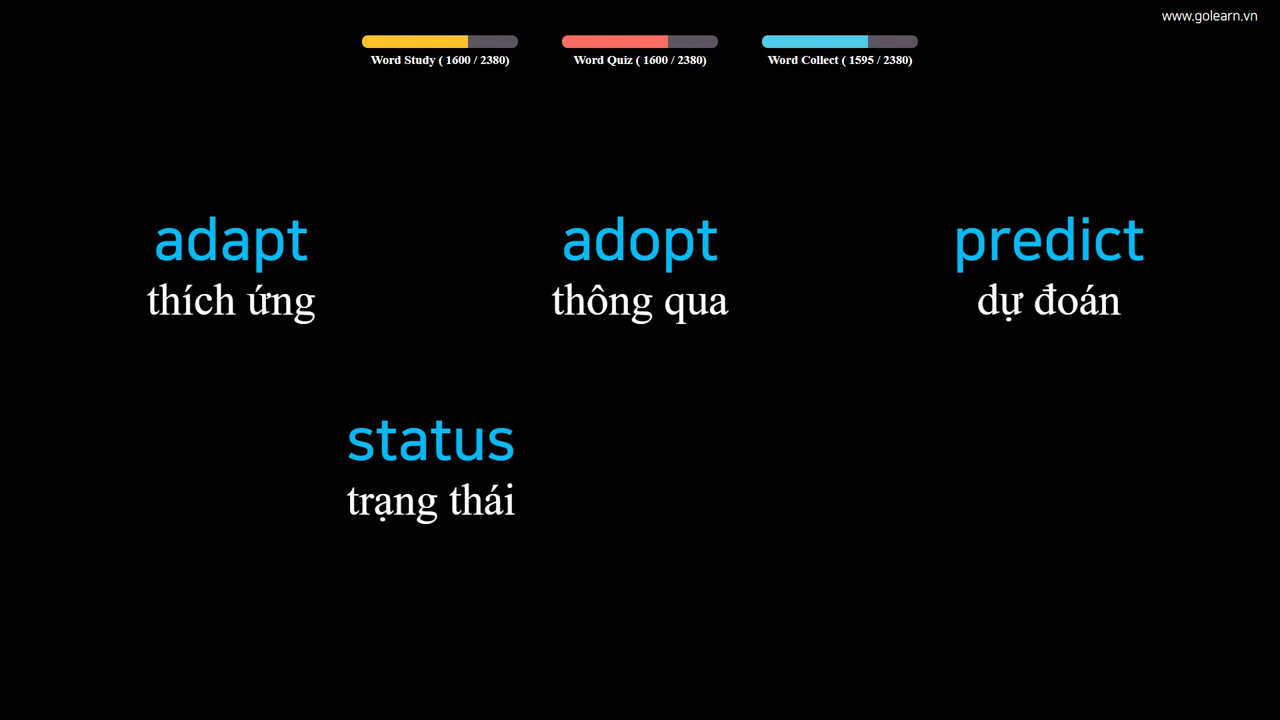 www.golearn.vn
Word Study ( 1600 / 2380)
Word Quiz ( 1600 / 2380)
Word Collect ( 1595 / 2380)
adapt
thích ứng
adopt
thông qua
predict
dự đoán
status
trạng thái